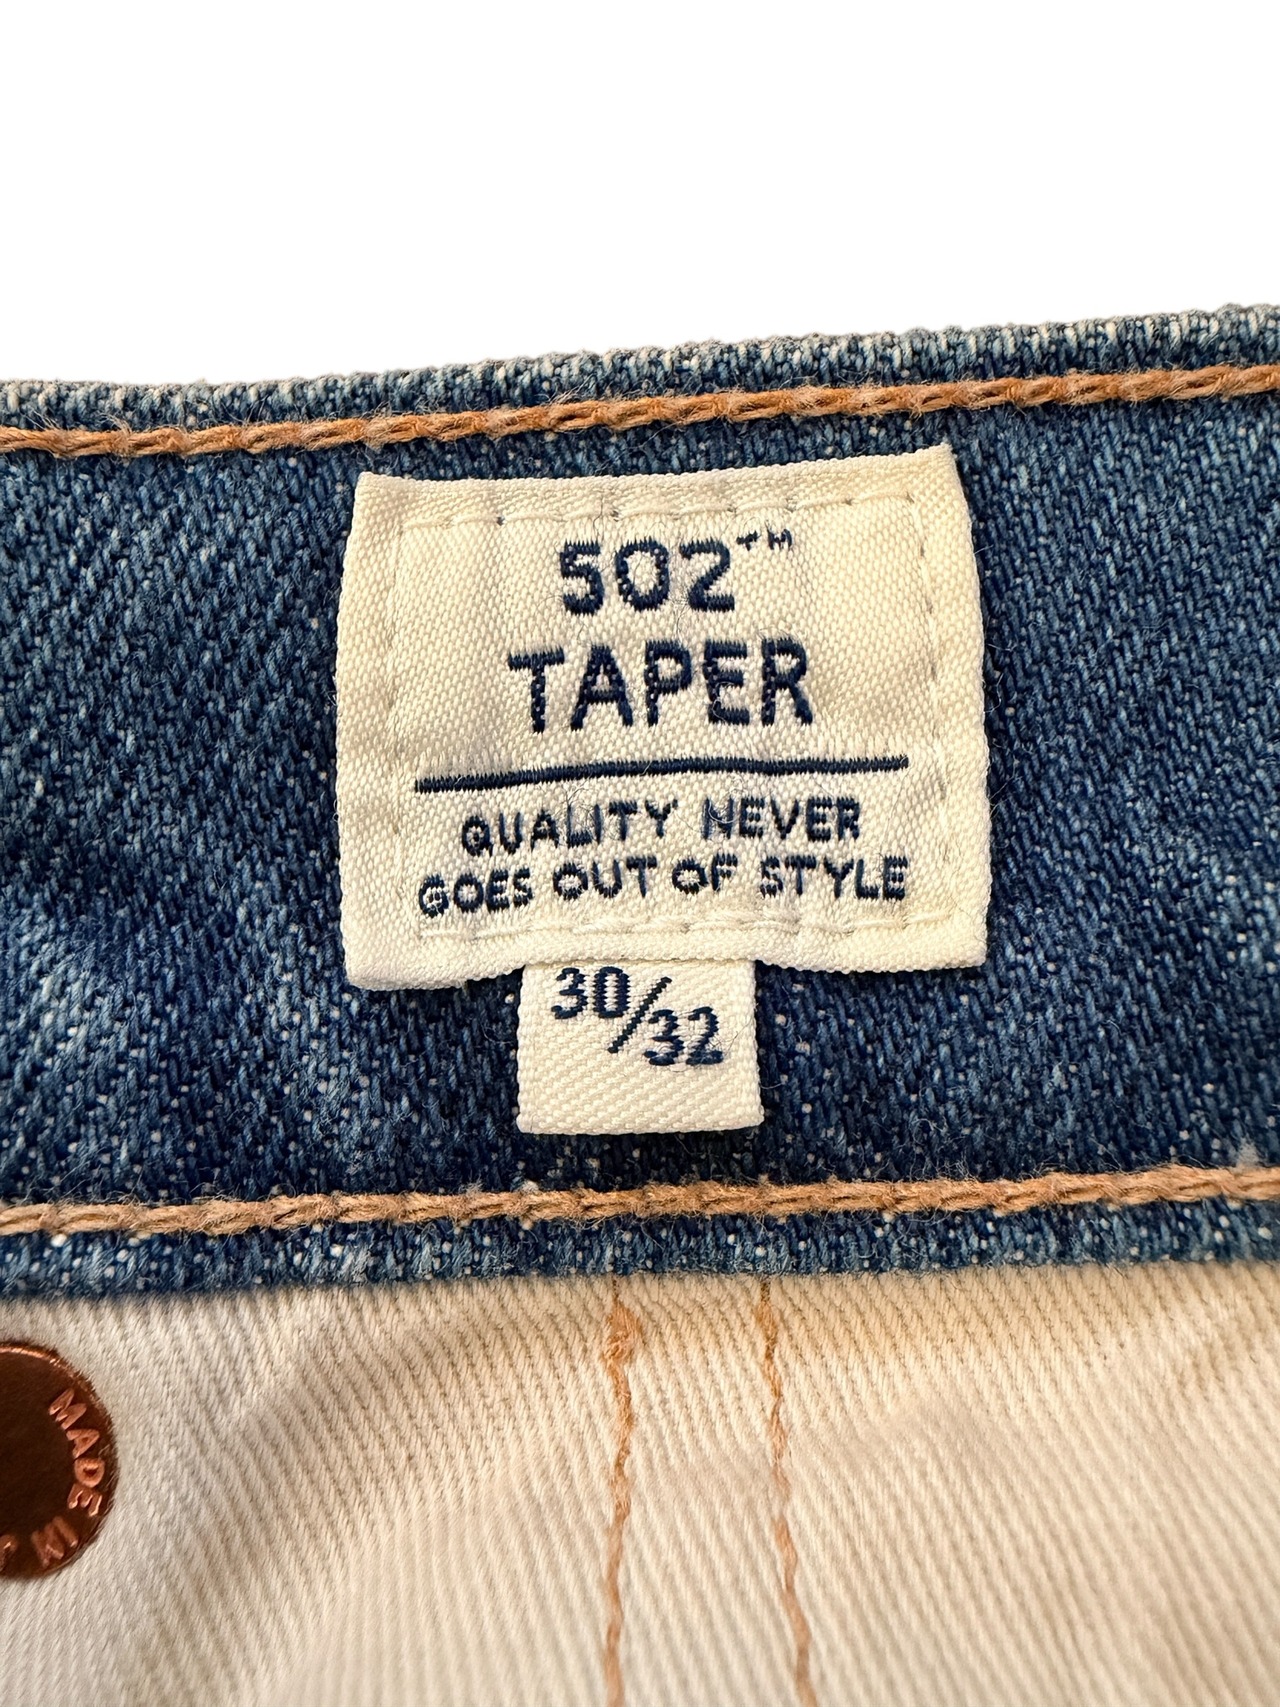 502™
TAPER
QUALITY NEVER
GOES OUT OF STYLE
30/32
MADE IN